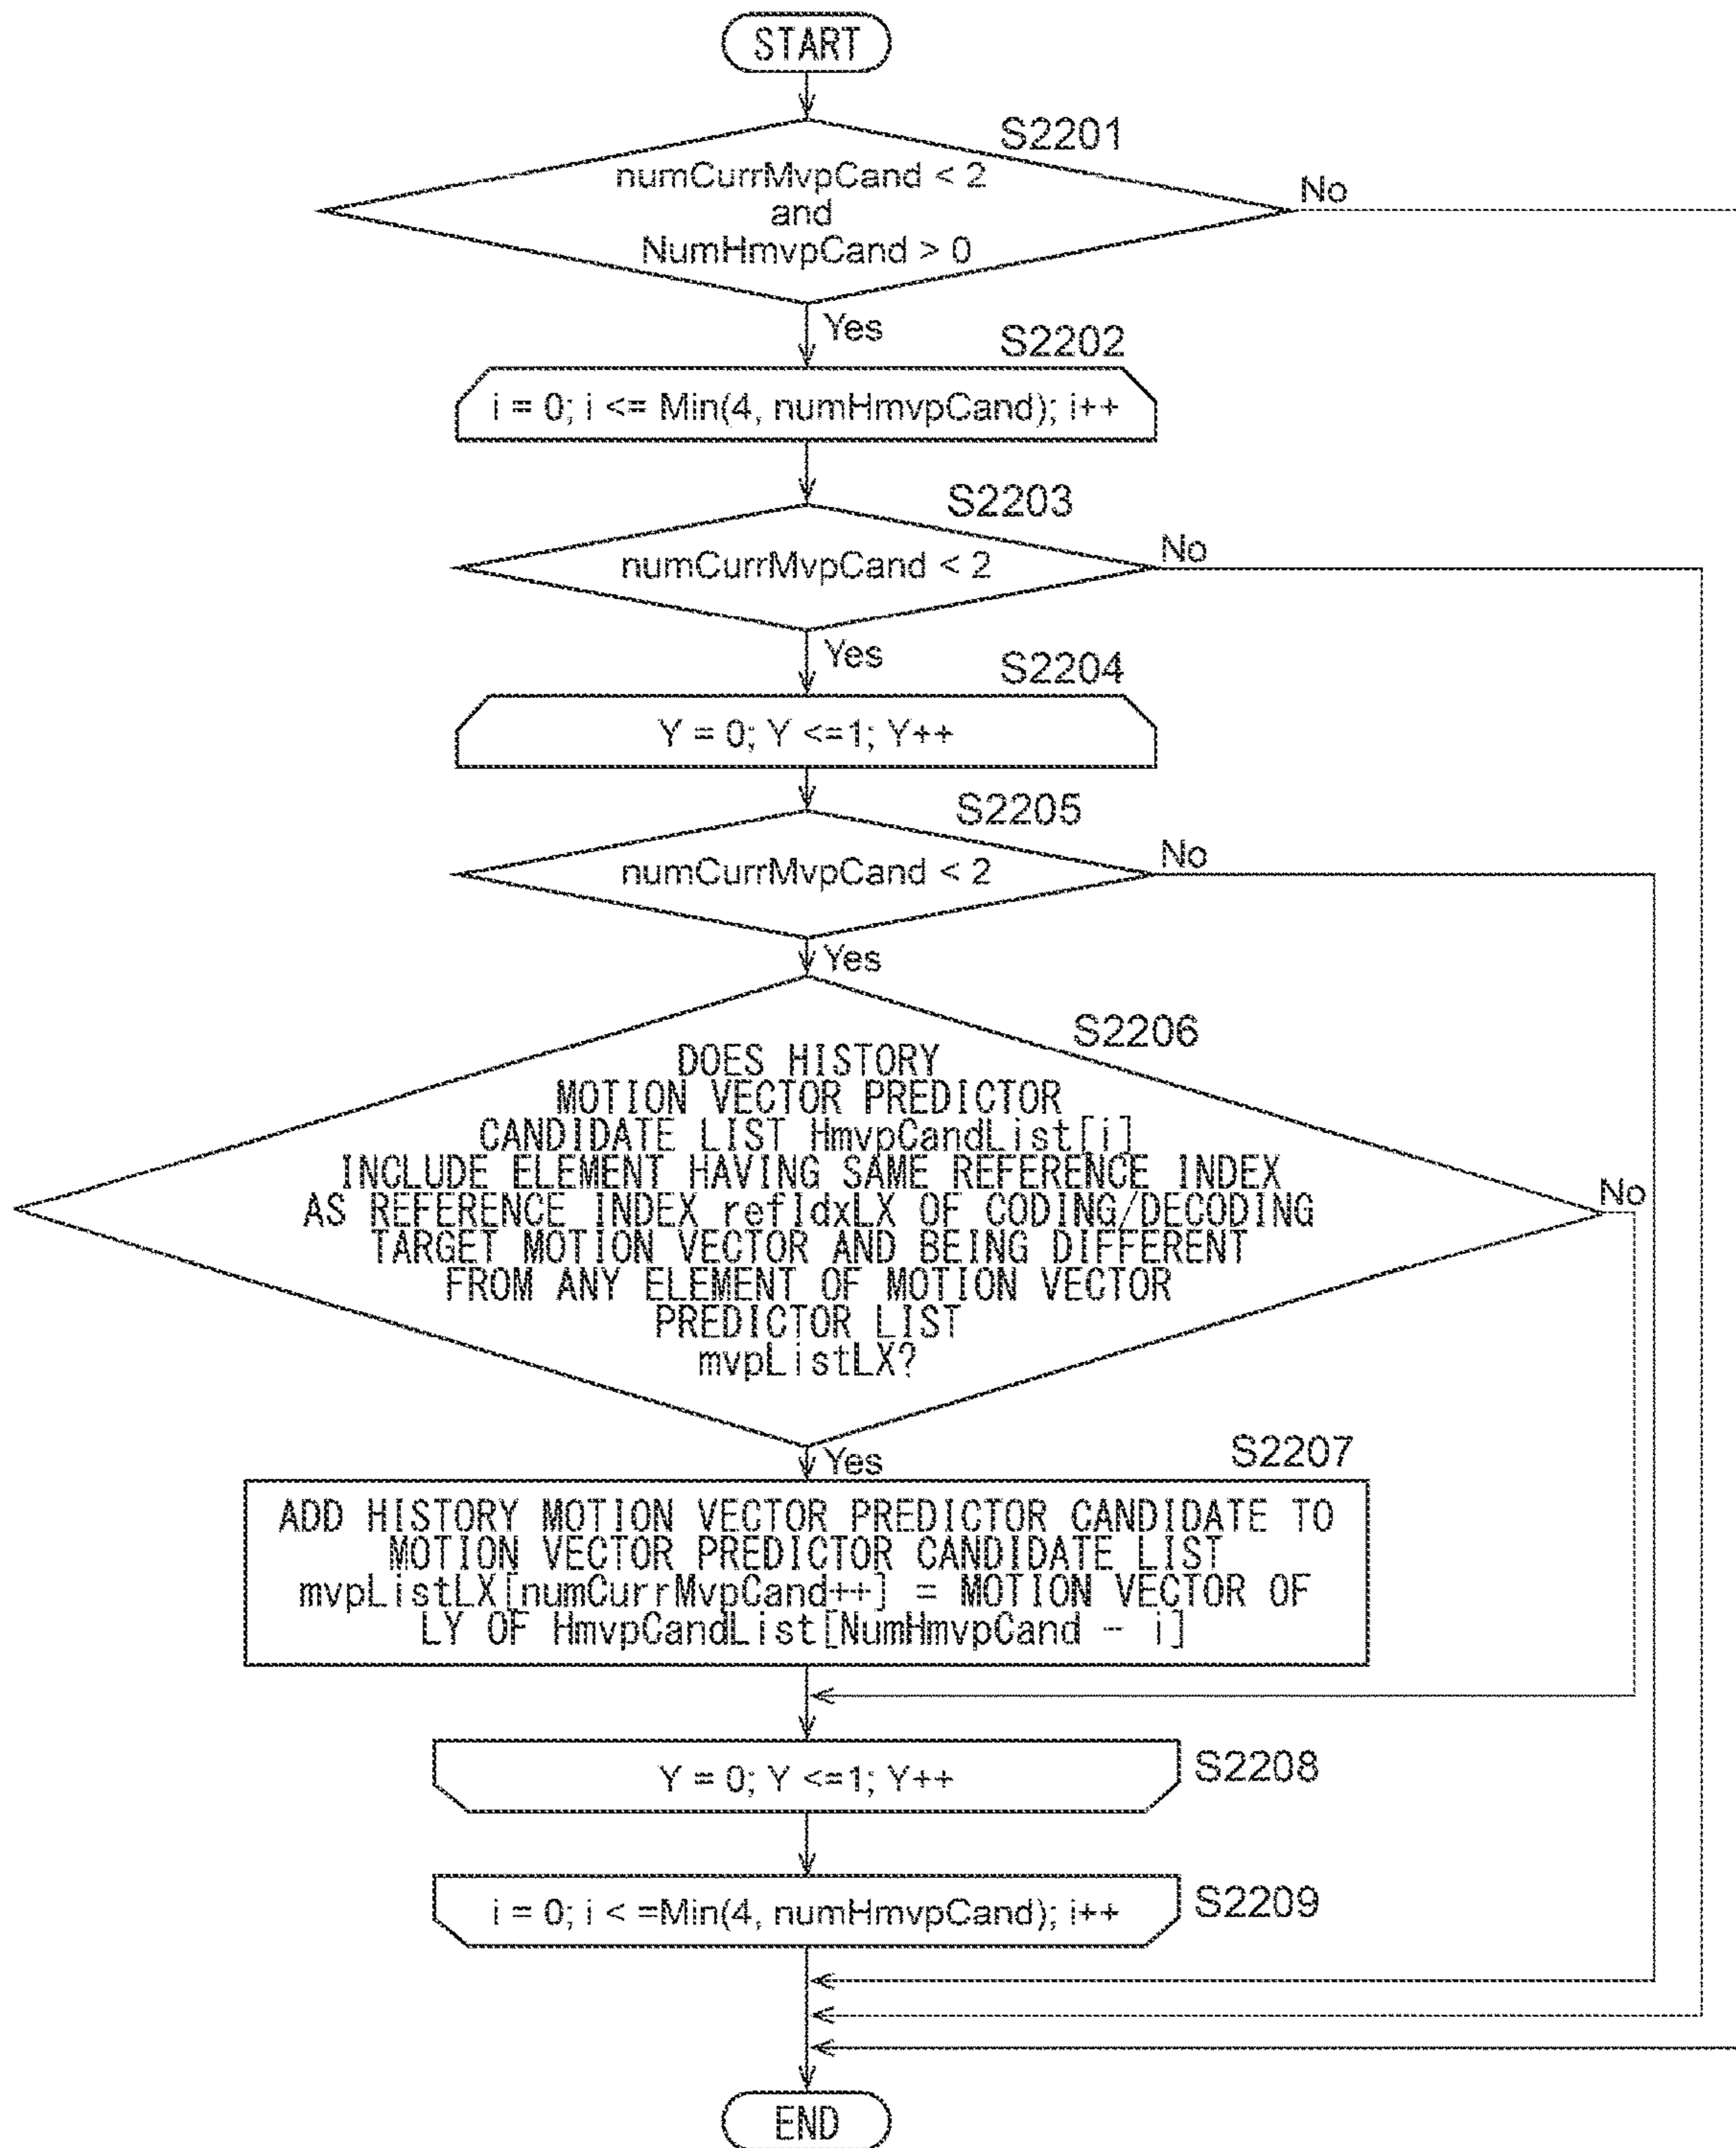 START
S2201
numCurrMvpCand < 2
and
NumHmvpCand > 0
No
Yes
S2202
i = 0; i <= Min(4, numHmvpCand); i++
S2203
numCurrMvpCand < 2
No
Yes
S2204
Y = 0; Y <=1; Y++
S2205
numCurrMvpCand < 2
No
Yes
S2206
DOES HISTORY
MOTION VECTOR PREDICTOR
CANDIDATE LIST HmvpCandList[i]
INCLUDE ELEMENT HAVING SAME REFERENCE INDEX
AS REFERENCE INDEX refIdxLX OF CODING/DECODING
TARGET MOTION VECTOR AND BEING DIFFERENT
FROM ANY ELEMENT OF MOTION VECTOR
PREDICTOR LIST
mvpListLX?
No
Yes
S2207
ADD HISTORY MOTION VECTOR PREDICTOR CANDIDATE TO
MOTION VECTOR PREDICTOR CANDIDATE LIST
mvpListLX[numCurrMvpCand++] = MOTION VECTOR OF
LY OF HmvpCandList[NumHmvpCand - i]
Y = 0; Y <=1; Y++
S2208
i = 0; i < =Min(4, numHmvpCand); i++
S2209
END